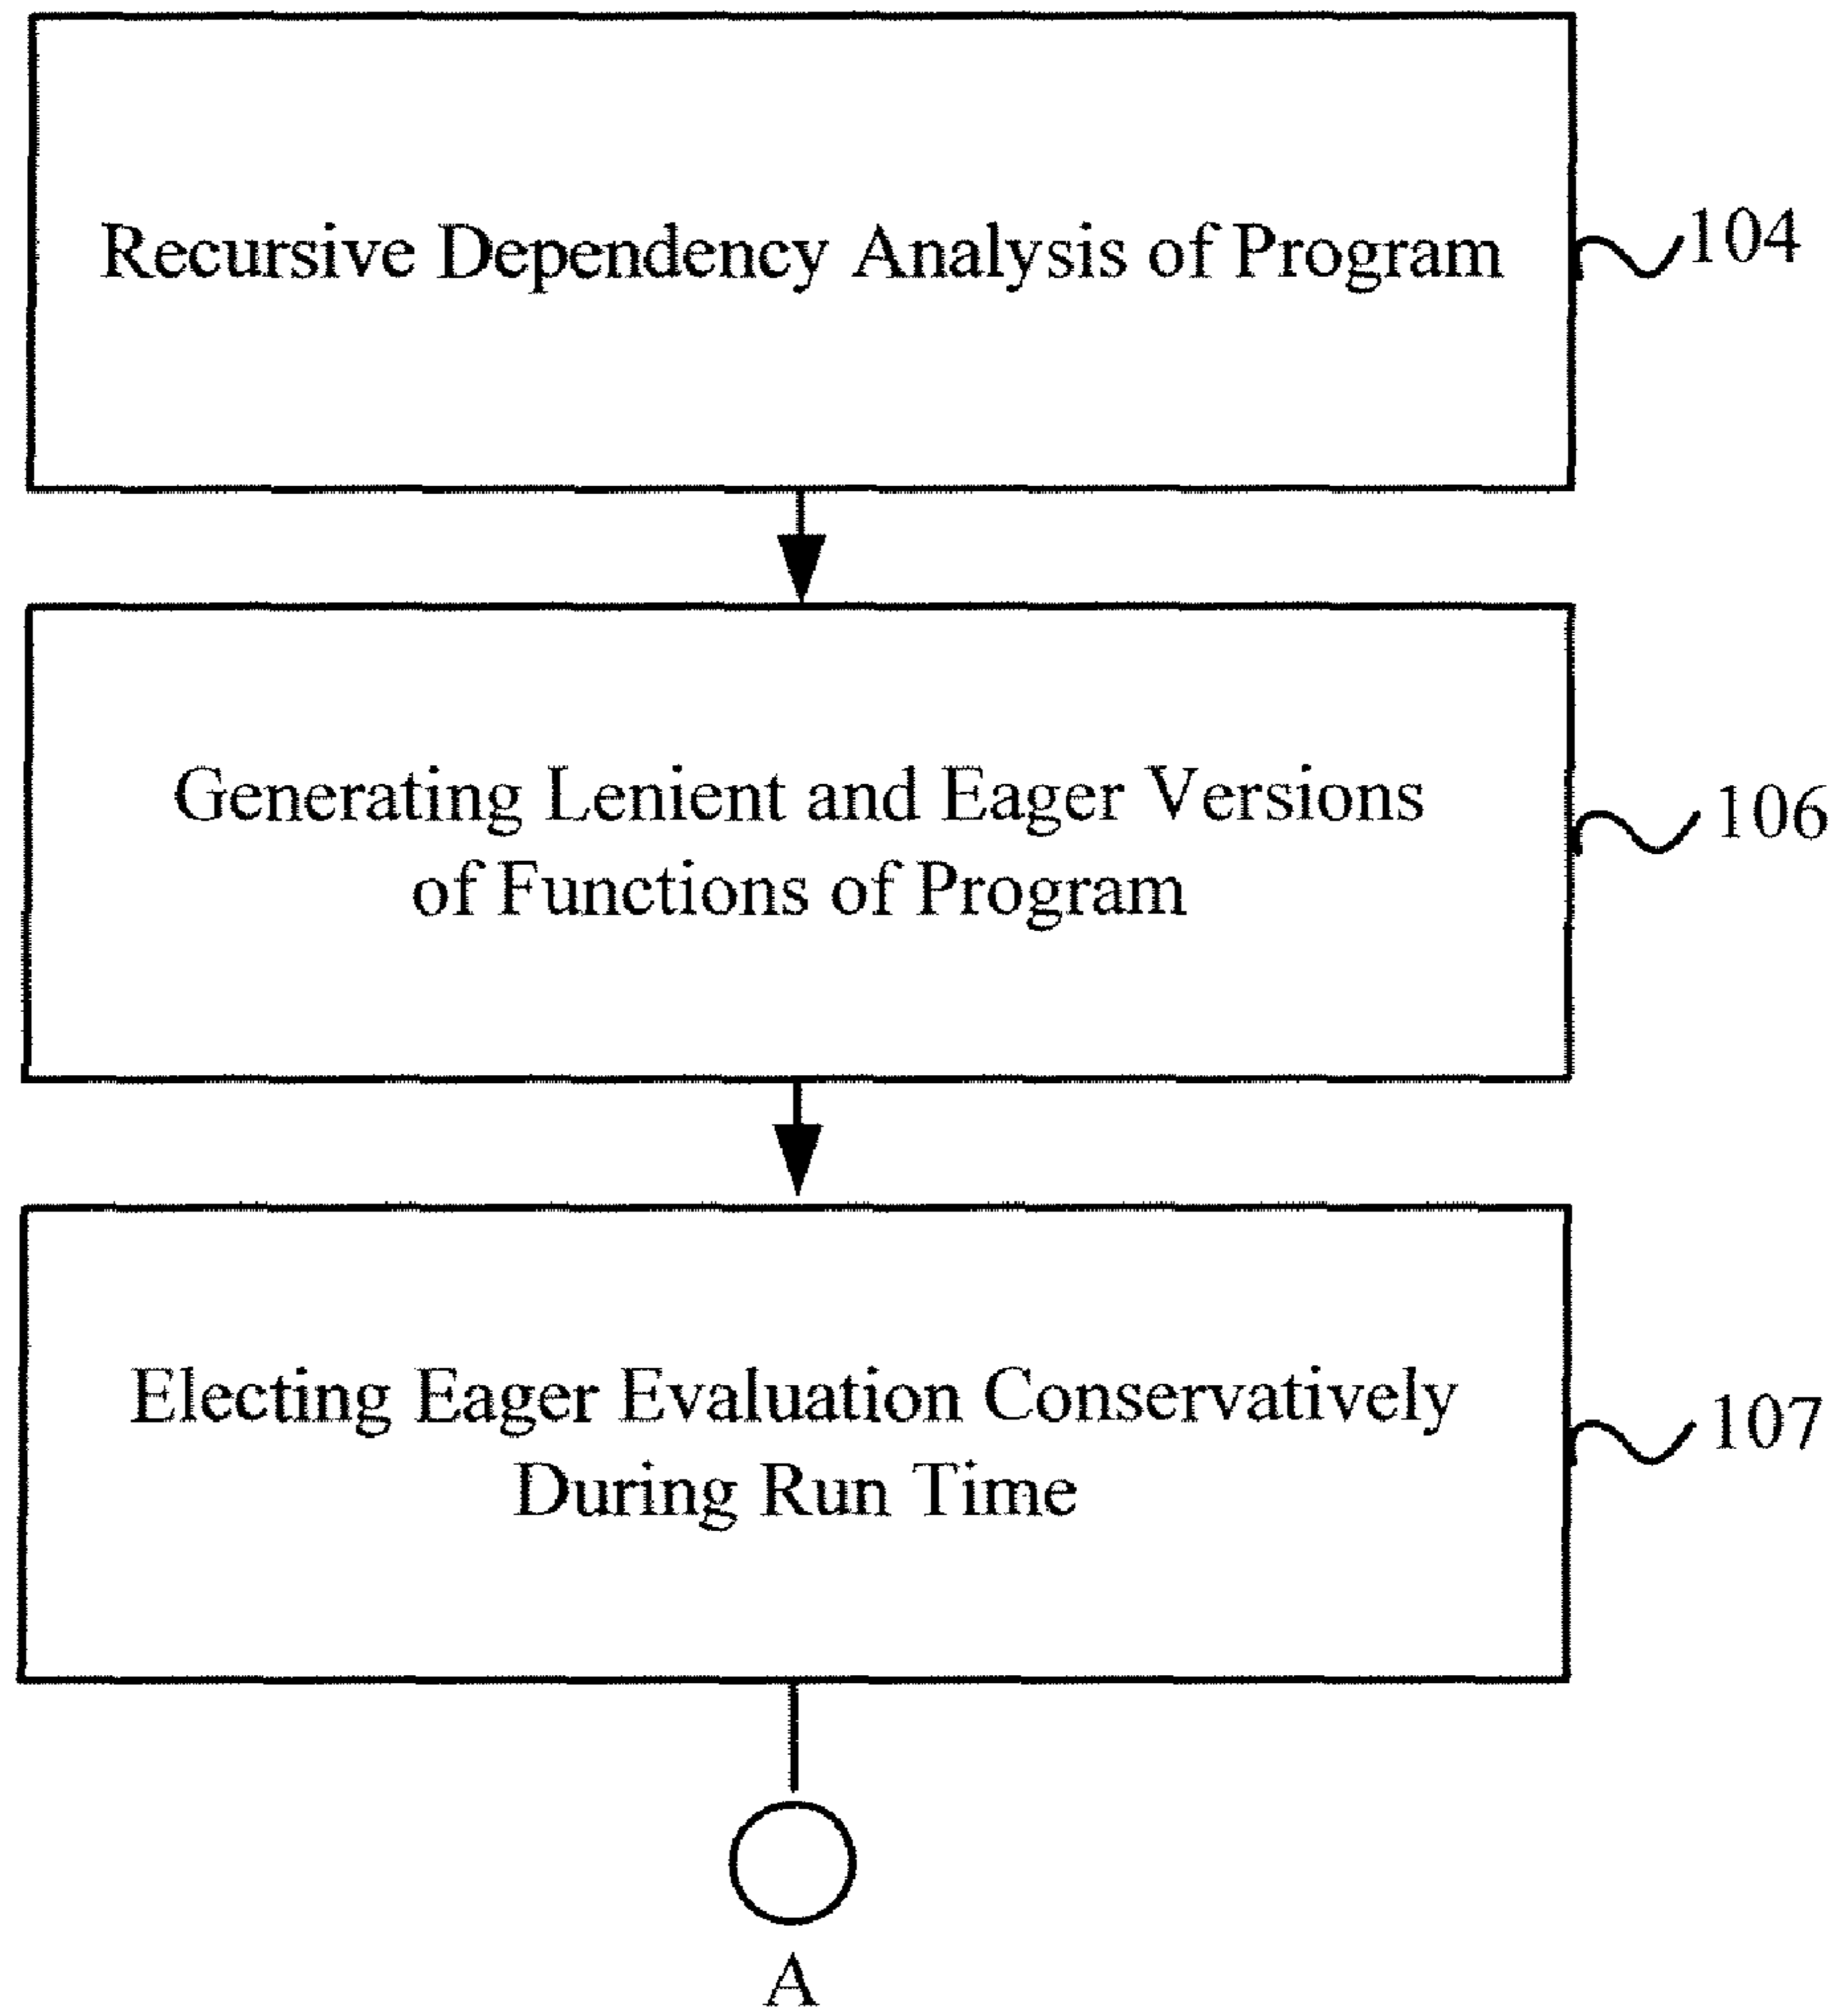 Recursive Dependency Analysis of Program
104
Generating Lenient and Eager Versions
of Functions of Program
106
Electing Eager Evaluation Conservatively
During Run Time
107
A